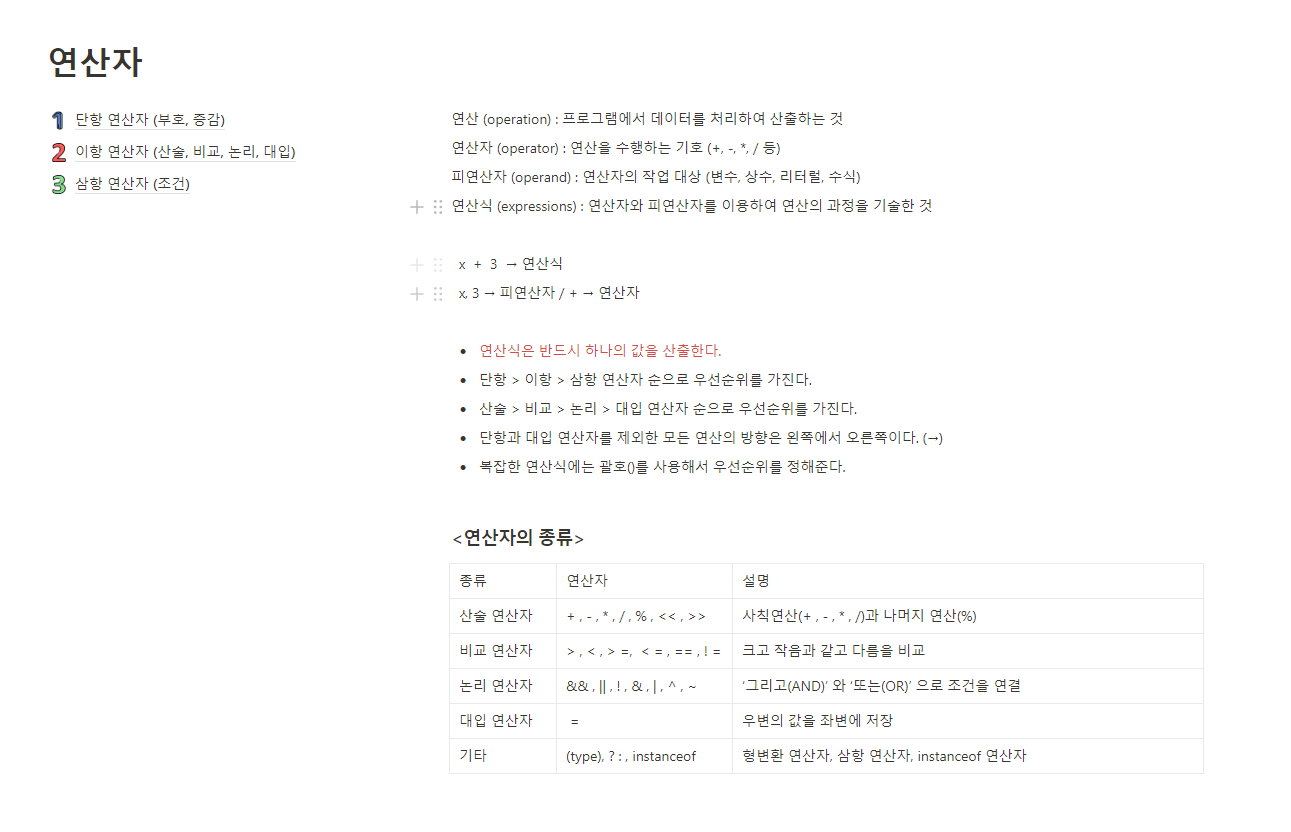 연산자
1 단항 연산자 (부호, 증감)
2 이항 연산자 (산술, 비교, 논리, 대입)
3 삼항 연산자 (조건)
연산 (operation) : 프로그램에서 데이터를 처리하여 산출하는 것
연산자 (operator) : 연산을 수행하는 기호 (+, -, *, / 등)
피연산자 (operand) : 연산자의 작업 대상 (변수, 상수, 리터럴, 수식)
연산식 (expressions) : 연산자와 피연산자를 이용하여 연산의 과정을 기술한 것
x + 3 → 연산식
x, 3 → 피연산자 / + → 연산자
• 연산식은 반드시 하나의 값을 산출한다.
• 단항 > 이항 > 삼항 연산자 순으로 우선순위를 가진다.
• 산술 > 비교 > 논리 > 대입 연산자 순으로 우선순위를 가진다.
• 단항과 대입 연산자를 제외한 모든 연산의 방향은 왼쪽에서 오른쪽이다. (→)
• 복잡한 연산식에는 괄호()를 사용해서 우선순위를 정해준다.
<연산자의 종류>
종류 연산자 설명
산술 연산자 + , - , * , / , % , < < , > > 사칙연산(+ , - , * , /)과 나머지 연산(%)
비교 연산자 > , < , > =, < = , = = , ! = 크고 작음과 같고 다름을 비교
논리 연산자 && , || , ! , & , | , ^ , ~ ‘그리고(AND)’ 와 ‘또는(OR)’ 으로 조건을 연결
대입 연산자 = 우변의 값을 좌변에 저장
기타 (type), ? : , instanceof 형변환 연산자, 삼항 연산자, instanceof 연산자